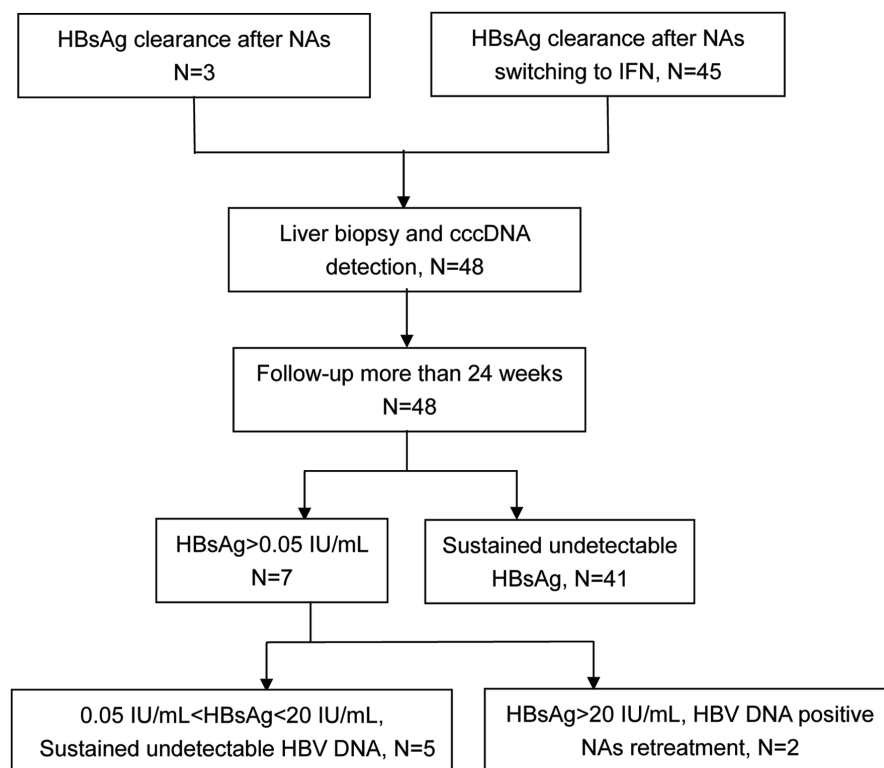 HBsAg clearance after NAs
N=3
HBsAg clearance after NAs
switching to IFN, N=45
Liver biopsy and cccDNA
detection, N=48
Follow-up more than 24 weeks
N=48
HBsAg>0.05 IU/mL
N=7
Sustained undetectable
HBsAg, N=41
0.05 IU/mL<HBsAg<20 IU/mL,
Sustained undetectable HBV DNA, N=5
HBsAg>20 IU/mL, HBV DNA positive
NAs retreatment, N=2